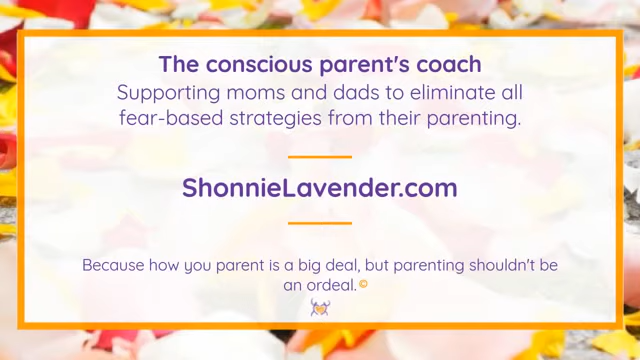 The conscious parent's coach
Supporting moms and dads to eliminate all
fear-based strategies from their parenting.
ShonnieLavender.com
Because how you parent is a big deal, but parenting shouldn't be
an ordeal.©